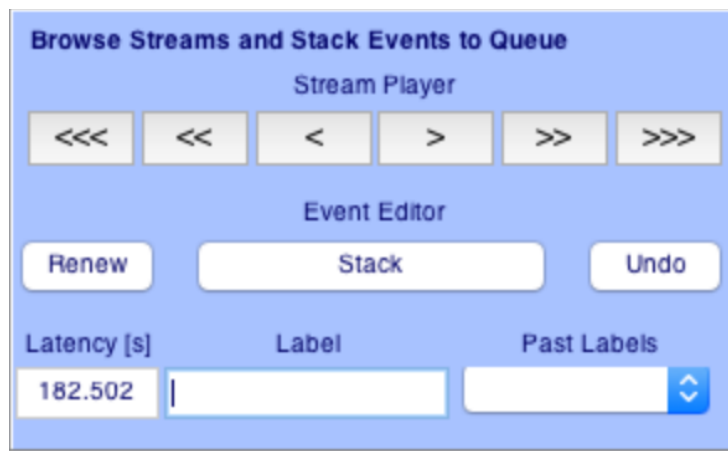 Browse Streams and Stack Events to Queue
Stream Player
<<< << < > >> >>>
Event Editor
Renew Stack Undo
Latency [s] Label Past Labels
182.502